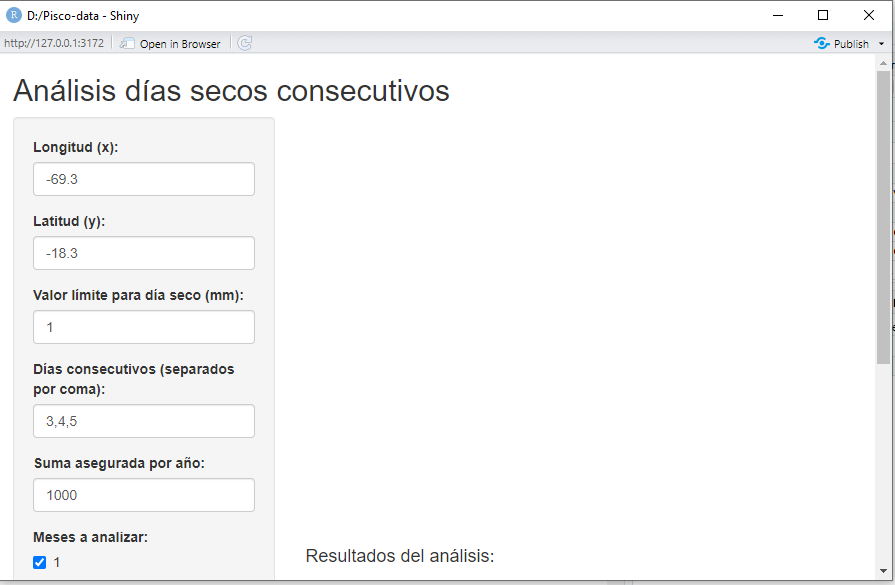 D:/Pisco-data - Shiny
http://127.0.0.1:3172
Open in Browser
Publish
Análisis días secos consecutivos
Longitud (x):
-69.3
Latitud (y):
-18.3
Valor límite para día seco (mm):
1
Días consecutivos (separados
por coma):
3,4,5
Suma asegurada por año:
1000
Meses a analizar:
1
Resultados del análisis: